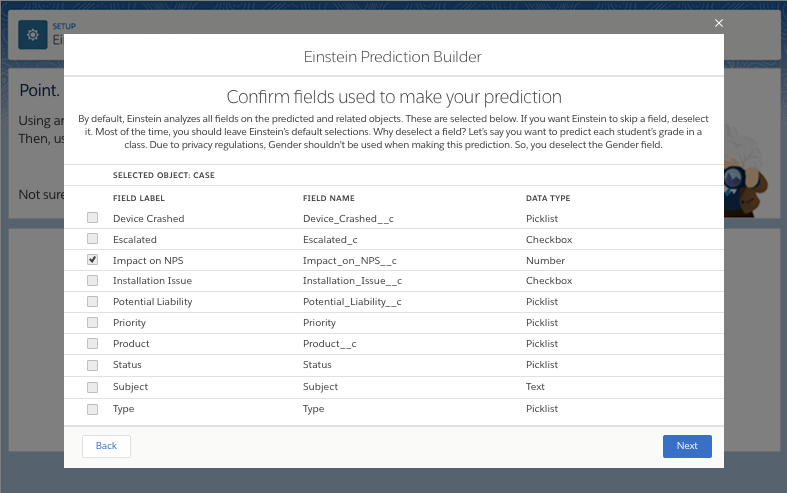 SETUP
Ei
×
Einstein Prediction Builder
Point.
Using ar
Then, us
Not sure
Confirm fields used to make your prediction
By default, Einstein analyzes all fields on the predicted and related objects. These are selected below. If you want Einstein to skip a field, deselect
it. Most of the time, you should leave Einstein's default selections. Why deselect a field? Let's say you want to predict each student's grade in a
class. Due to privacy regulations, Gender shouldn't be used when making this prediction. So, you deselect the Gender field.
SELECTED OBJECT: CASE
FIELD LABEL FIELD NAME DATA TYPE
Device Crashed Device_Crashed__c Picklist
Escalated Escalated_c Checkbox
Impact on NPS Impact_on_NPS__c Number
Installation Issue Installation_Issue__c Checkbox
Potential Liability Potential_Liability__c Picklist
Priority Priority Picklist
Product Product__c Picklist
Status Status Picklist
Subject Subject Text
Type Type Picklist
Back Next